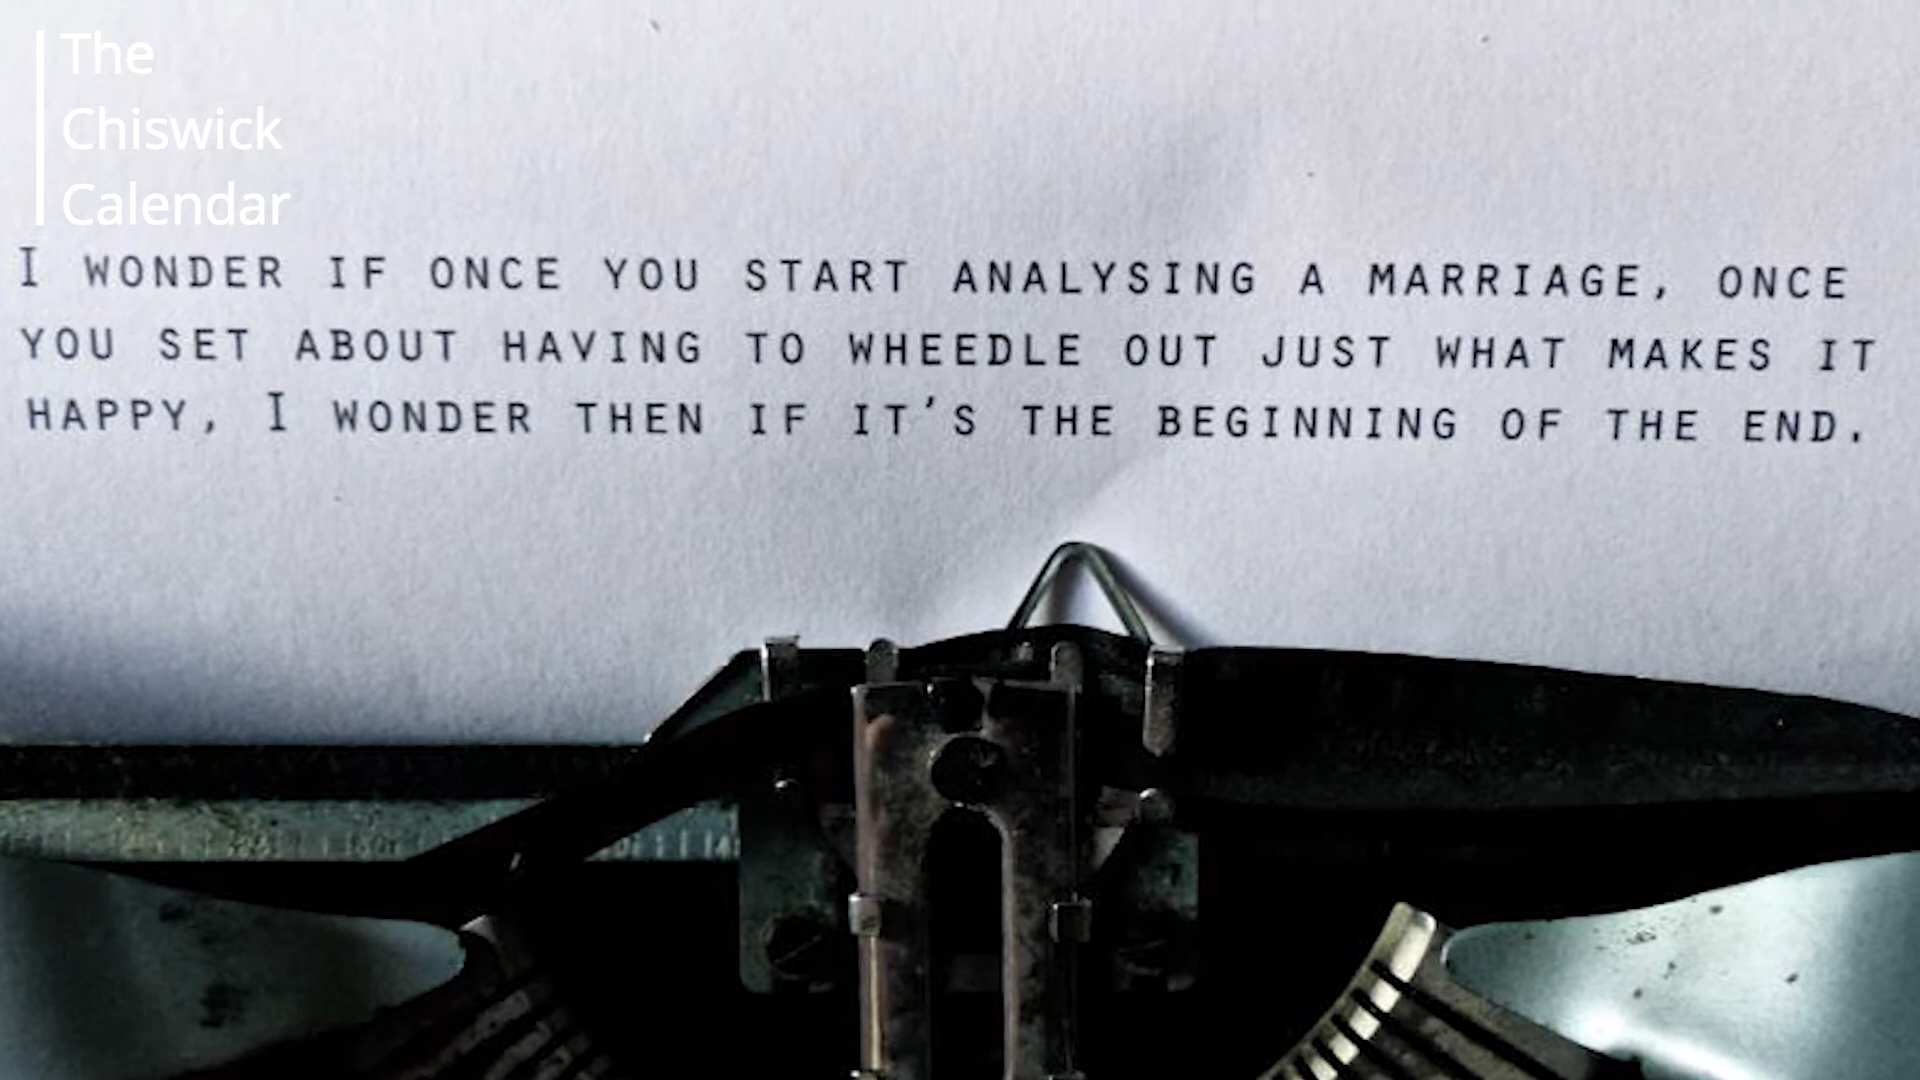 The
Chiswick
Calendar
I WONDER IF ONCE YOU START ANALYSING A MARRIAGE, ONCE
YOU SET ABOUT HAVING TO WHEEDLE OUT JUST WHAT MAKES IT
HAPPY, I WONDER THEN IF IT'S THE BEGINNING OF THE END.